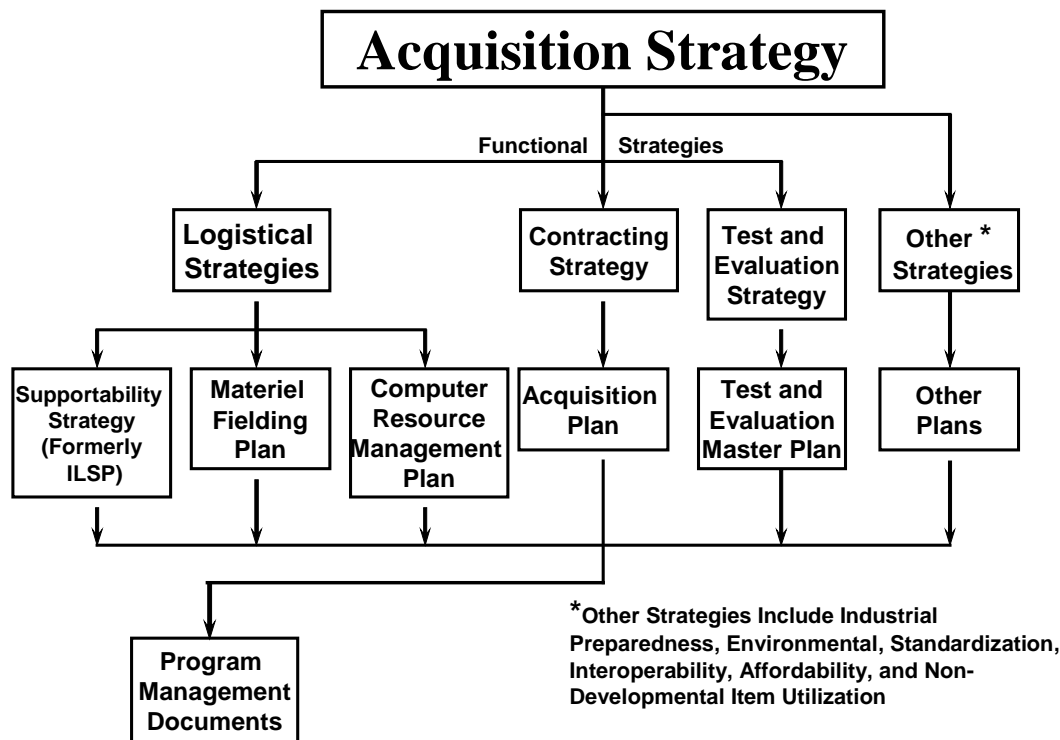 Acquisition Strategy
Functional Strategies
Logistical
Strategies
Contracting
Strategy
Test and
Evaluation
Strategy
Other *
Strategies
Supportability
Strategy
(Formerly
ILSP)
Materiel
Fielding
Plan
Computer
Resource
Management
Plan
Acquisition
Plan
Test and
Evaluation
Master Plan
Other
Plans
Program
Management
Documents
*Other Strategies Include Industrial
Preparedness, Environmental, Standardization,
Interoperability, Affordability, and Non-
Developmental Item Utilization